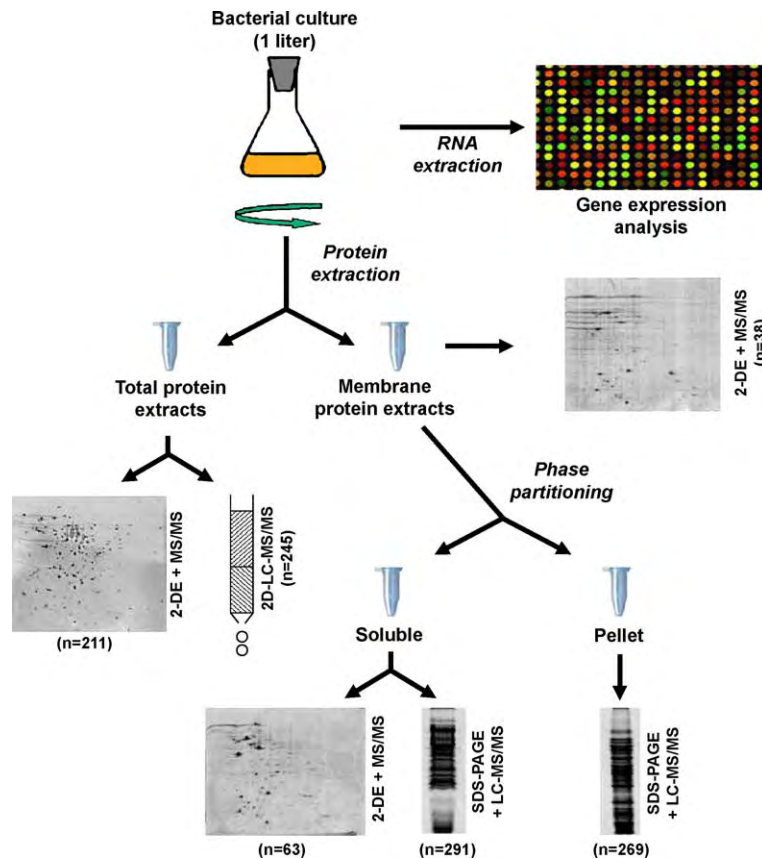 Bacterial culture
(1 liter)
RNA
extraction
Gene expression
analysis
Protein
extraction
2-DE + MS/MS
(n=38)
Total protein
extracts
Membrane
protein extracts
Phase
partitioning
2-DE + MS/MS
(n=211)
2D-LC-MS/MS
(n=245)
Soluble
Pellet
2-DE + MS/MS
(n=63)
SDS-PAGE
+ LC-MS/MS
(n=291)
SDS-PAGE
+ LC-MS/MS
(n=269)